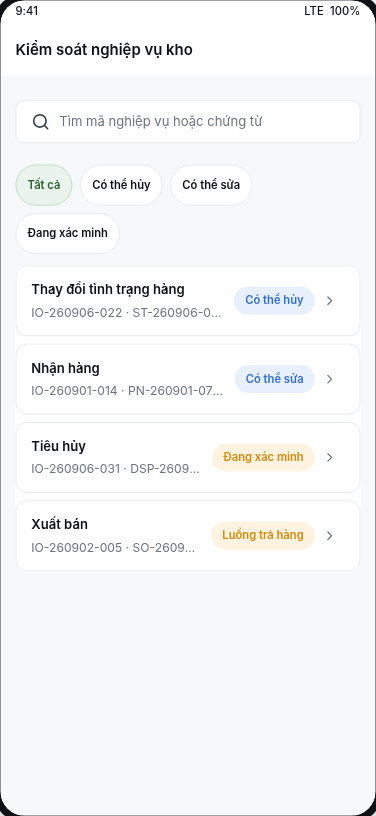 9:41 LTE 100%
Kiểm soát nghiệp vụ kho
Tìm mã nghiệp vụ hoặc chứng từ
Tất cả Có thể hủy Có thể sửa
Đang xác minh
Thay đổi tình trạng hàng
IO-260906-022 · ST-260906-0...
Có thể hủy
Nhận hàng
IO-260901-014 · PN-260901-07...
Có thể sửa
Tiêu hủy
IO-260906-031 · DSP-2609...
Đang xác minh
Xuất bán
IO-260902-005 · SO-2609...
Luồng trả hàng